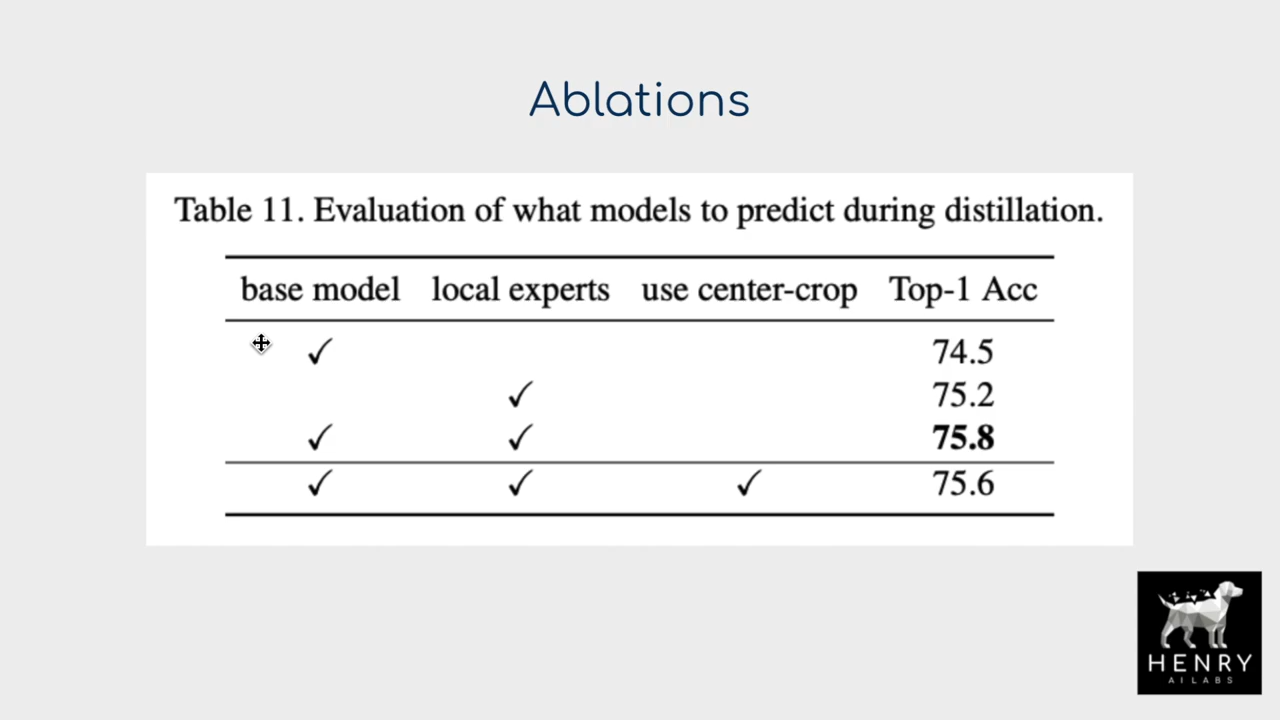 Ablations
Table 11. Evaluation of what models to predict during distillation.
base model local experts use center-crop Top-1 Acc
✓ 74.5
✓ 75.2
✓ ✓ 75.8
✓ ✓ ✓ 75.6
HENRY
AI LABS